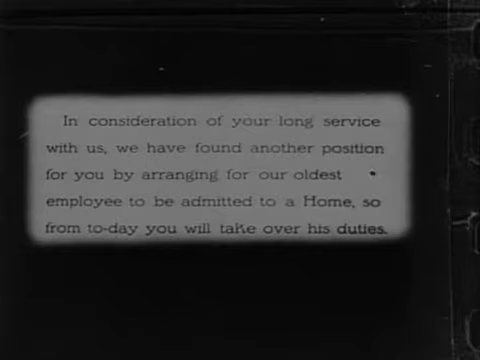 In consideration of your long service
with us, we have found another position
for you by arranging for our oldest
employee to be admitted to a Home, so
from to-day you will take over his duties.